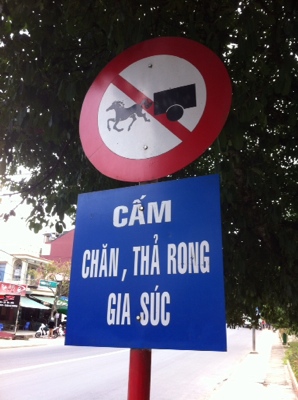 CẤM
CHĂN, THẢ RONG
GIA SÚC